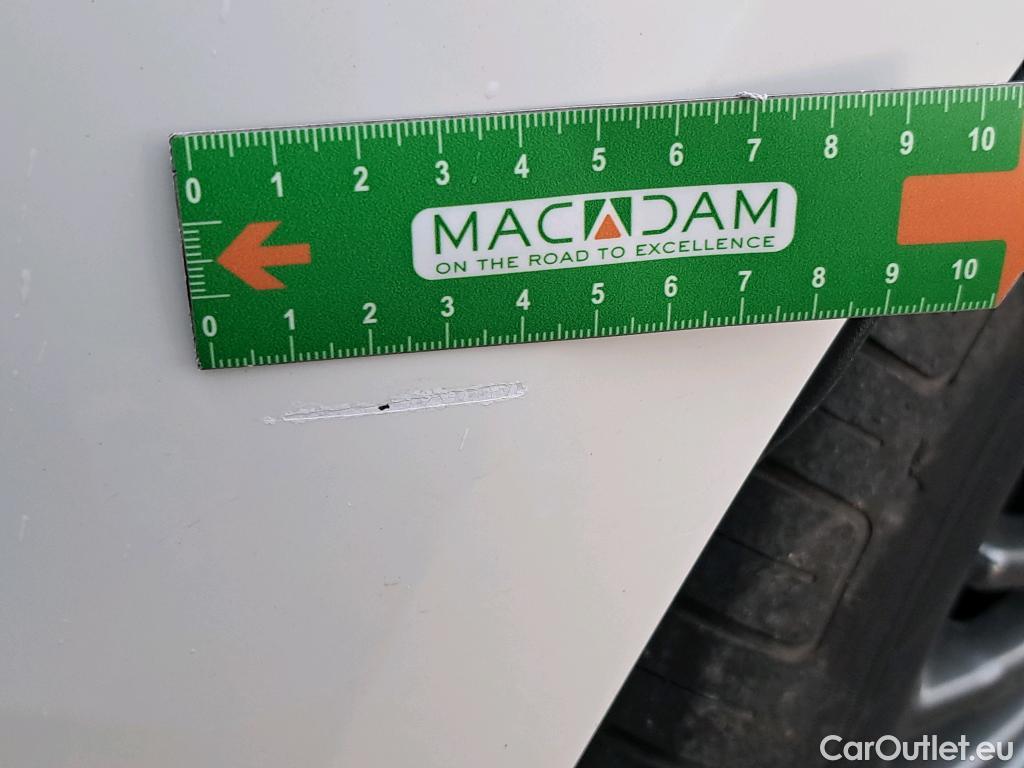 0 1 2 3 4 5 6 7 8 9 10
MACADAM
ON THE ROAD TO EXCELLENCE
0 1 2 3 4 5 6 7 8 9 10
CarOutlet.eu